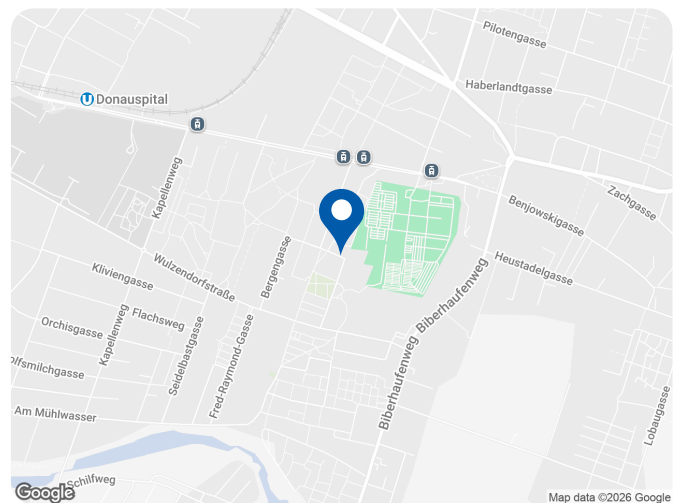 Pilotengasse
Haberlandtgasse
U Donauspital
Kapellenweg
Zachgasse
Benjowskigasse
Bergengasse
Wulzendorfstraße
Heustadelgasse
Kliviengasse
Biberhaufenweg
Flachsweg
Orchisgasse
Kapellenweg
Seidelbastgasse
Fred-Raymond-Gasse
olfsmilchgasse
Biberhaufenweg
Am Mühlwasser
Lobaugasse
Schilfweg
Google
Map data ©2026 Google